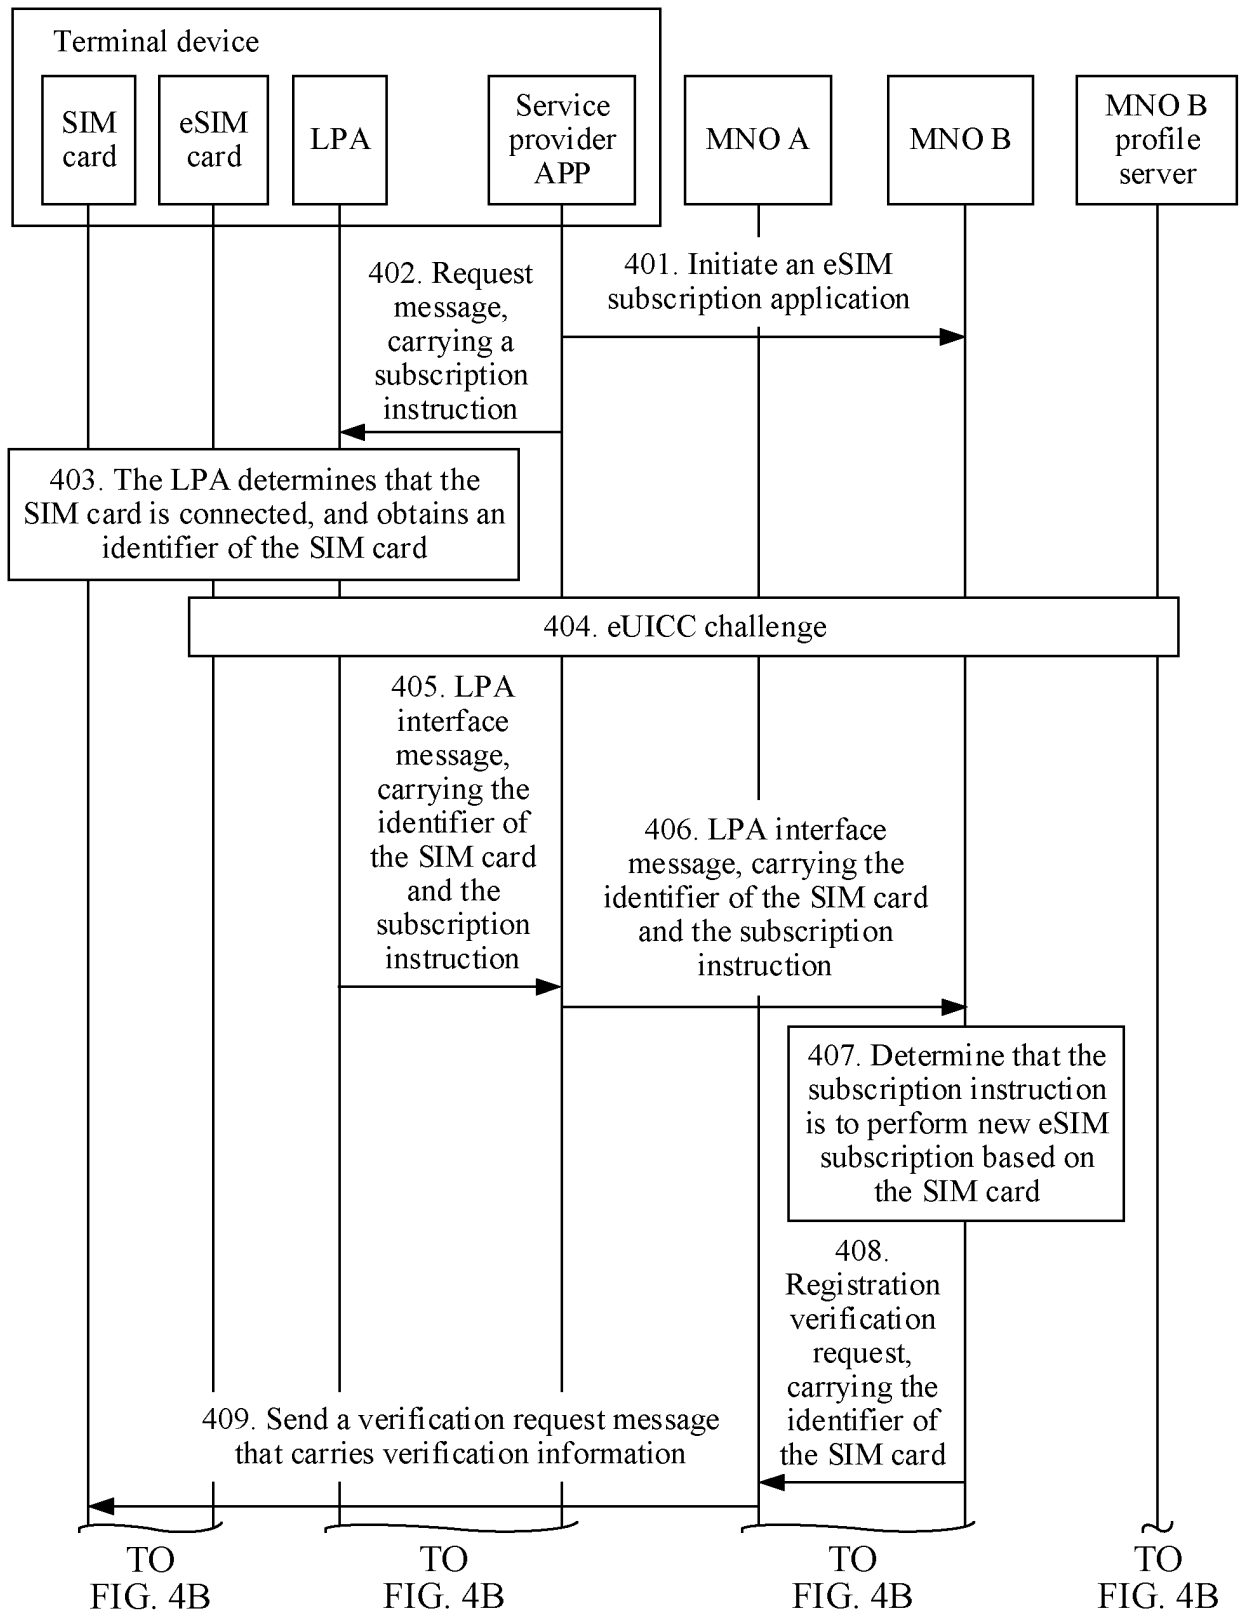 Terminal device
SIM
card
eSIM
card
LPA
Service
provider
APP
MNO A
MNO B
MNO B
profile
server
401. Initiate an eSIM
subscription application
402. Request
message,
carrying a
subscription
instruction
403. The LPA determines that the
SIM card is connected, and obtains an
identifier of the SIM card
404. eUICC challenge
405. LPA
interface
message,
carrying the
identifier of
the SIM card
and the
subscription
instruction
406. LPA interface
message, carrying the
identifier of the SIM card
and the subscription
instruction
407. Determine that the
subscription instruction
is to perform new eSIM
subscription based on
the SIM card
408.
Registration
verification
request,
carrying the
identifier of
the SIM card
409. Send a verification request message
that carries verification information
TO
FIG. 4B
TO
FIG. 4B
TO
FIG. 4B
TO
FIG. 4B